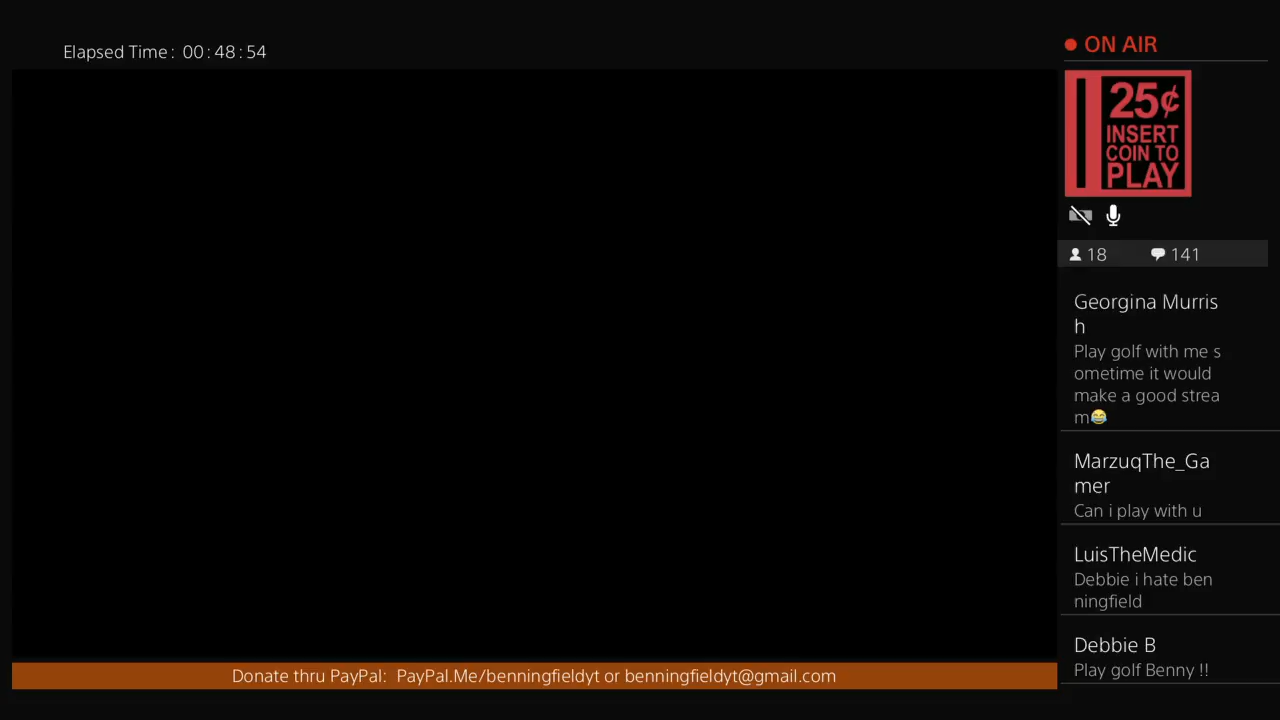 Elapsed Time: 00:48:54
ON AIR
25¢
INSERT
COIN TO
PLAY
18 141
Georgina Murris
h
Play golf with me s
ometime it would
make a good strea
m😂
MarzuqThe_Ga
mer
Can i play with u
LuisTheMedic
Debbie i hate ben
ningfield
Debbie B
Play golf Benny !!
Donate thru PayPal: PayPal.Me/benningfieldyt or benningfieldyt@gmail.com